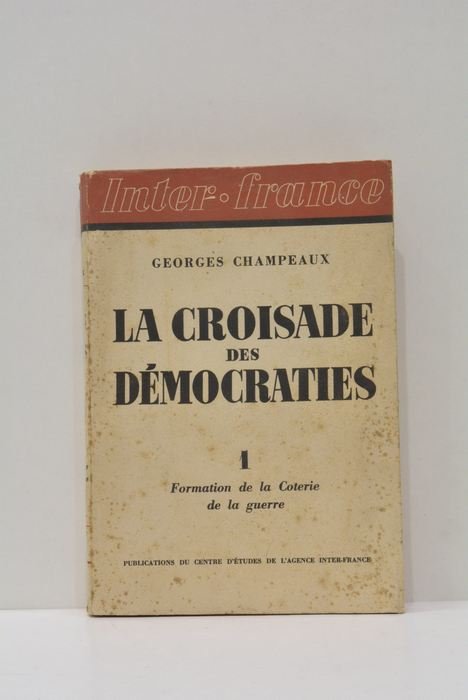 Inter·france
GEORGES CHAMPEAUX
LA CROISADE
DES
DÉMOCRATIES
1
Formation de la Coterie
de la guerre
PUBLICATIONS DU CENTRE D'ÉTUDES DE L'AGENCE INTER-FRANCE